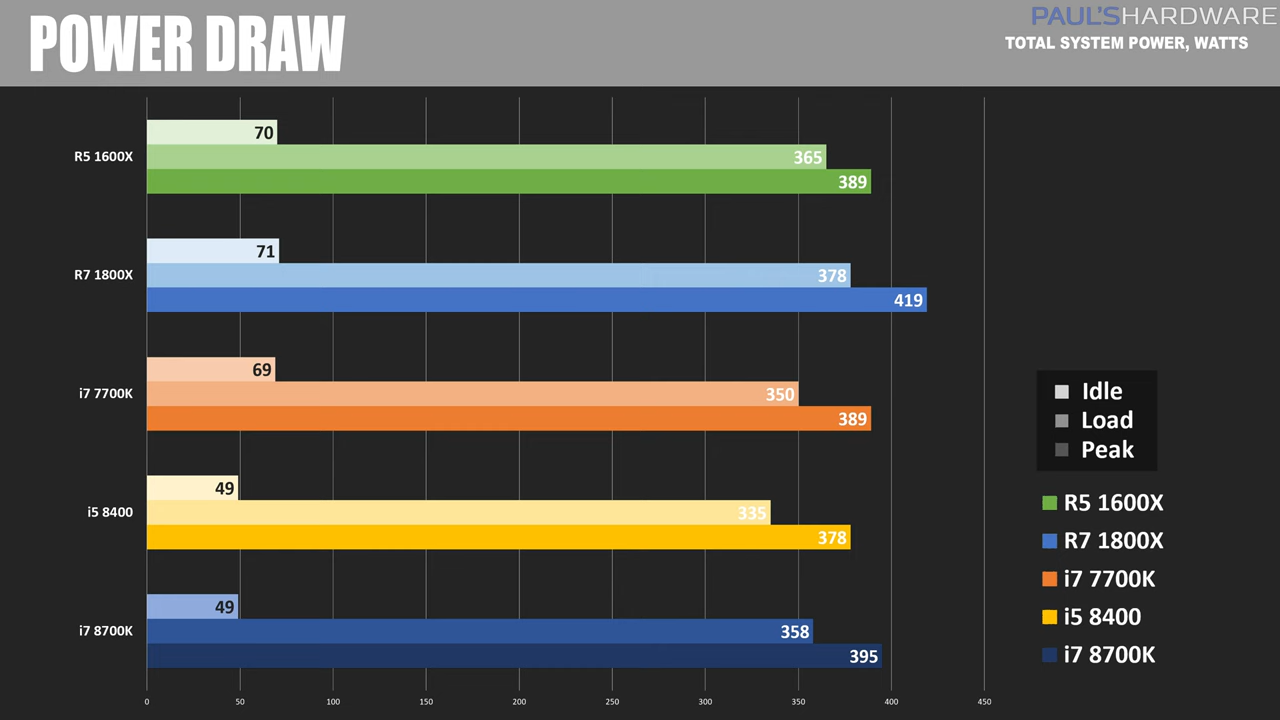 POWER DRAW
PAUL'SHARDWARE
TOTAL SYSTEM POWER, WATTS
R5 1600X
70
365
389
R7 1800X
71
378
419
i7 7700K
69
350
389
i5 8400
49
335
378
i7 8700K
49
358
395
0 50 100 150 200 250 300 350 400 450
Idle
Load
Peak
R5 1600X
R7 1800X
i7 7700K
i5 8400
i7 8700K